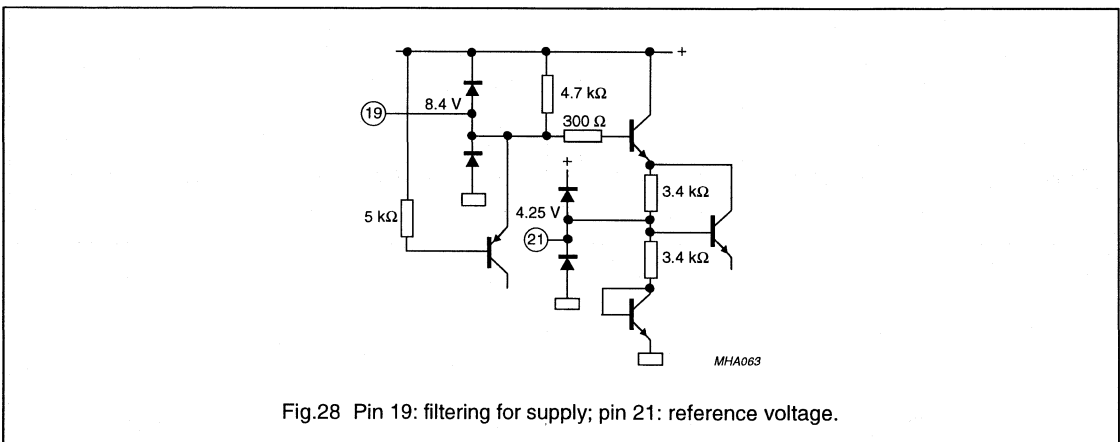 +
4.7 kΩ
8.4 V
19
300 Ω
+
3.4 kΩ
5 kΩ
4.25 V
21
3.4 kΩ
MHA063
Fig.28 Pin 19: filtering for supply; pin 21: reference voltage.